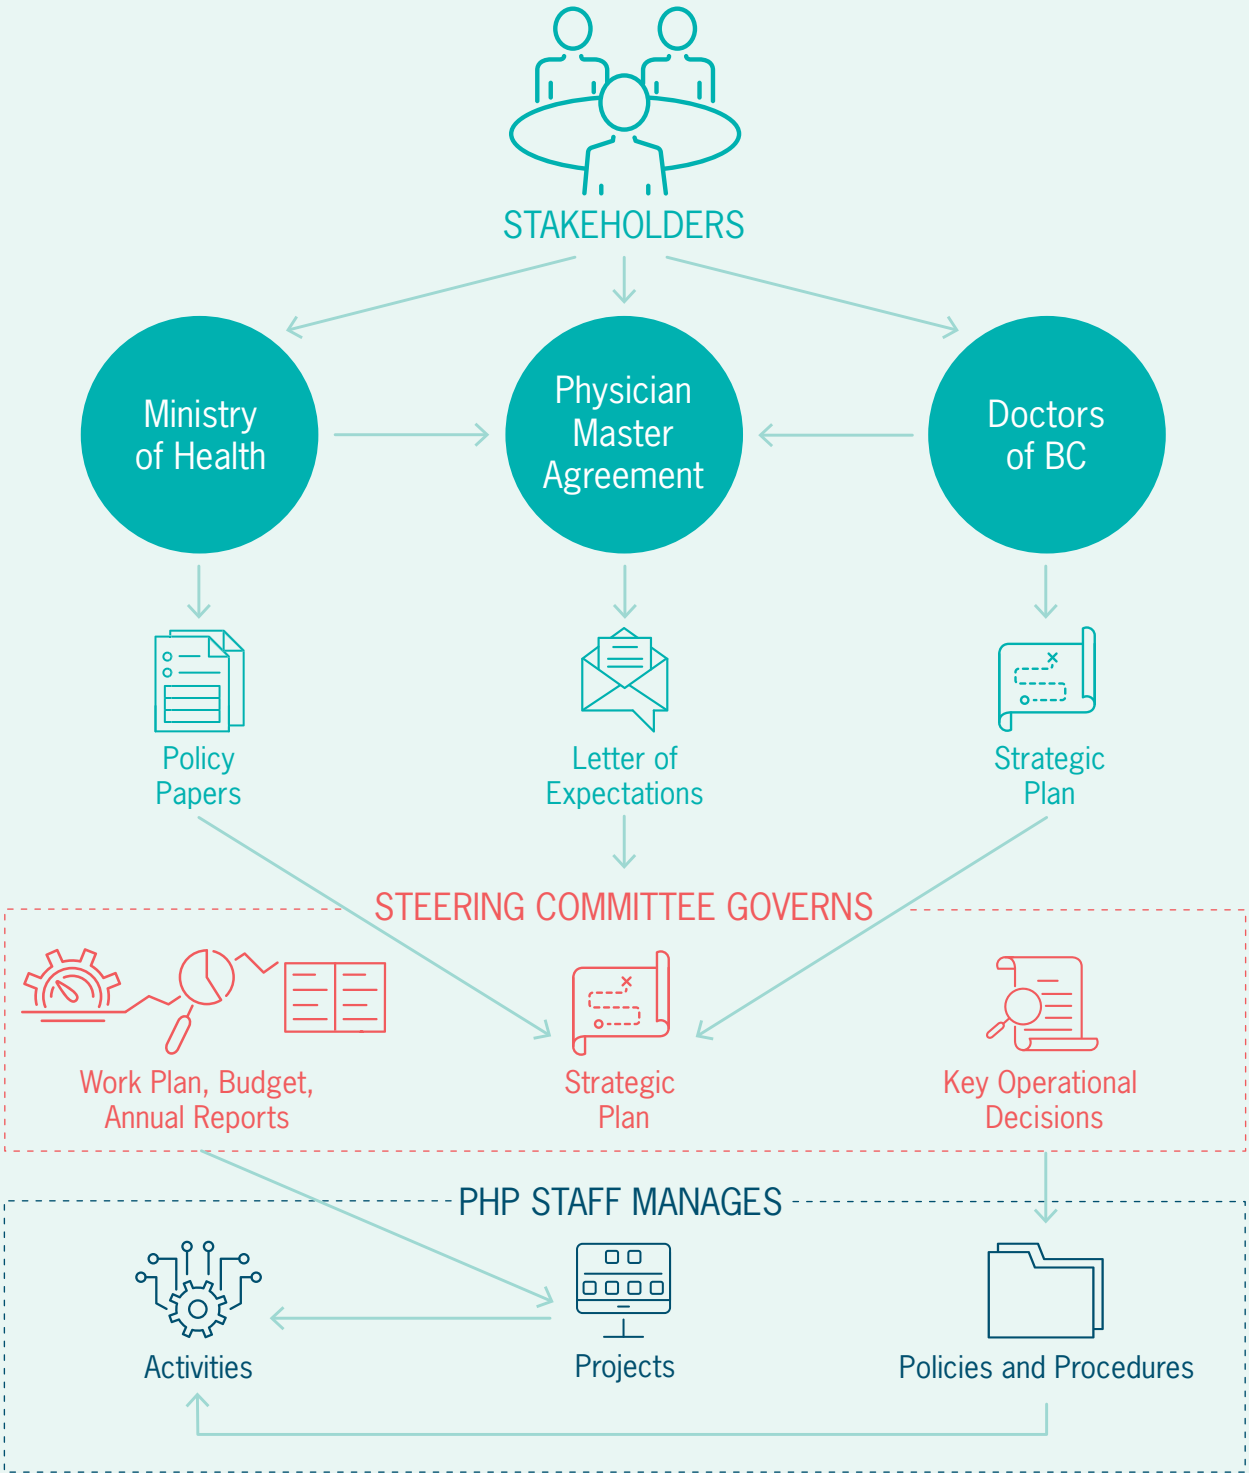 STAKEHOLDERS
Ministry
of Health
Physician
Master
Agreement
Doctors
of BC
Policy
Papers
Letter of
Expectations
Strategic
Plan
STEERING COMMITTEE GOVERNS
Work Plan, Budget,
Annual Reports
Strategic
Plan
Key Operational
Decisions
PHP STAFF MANAGES
Activities
Projects
Policies and Procedures